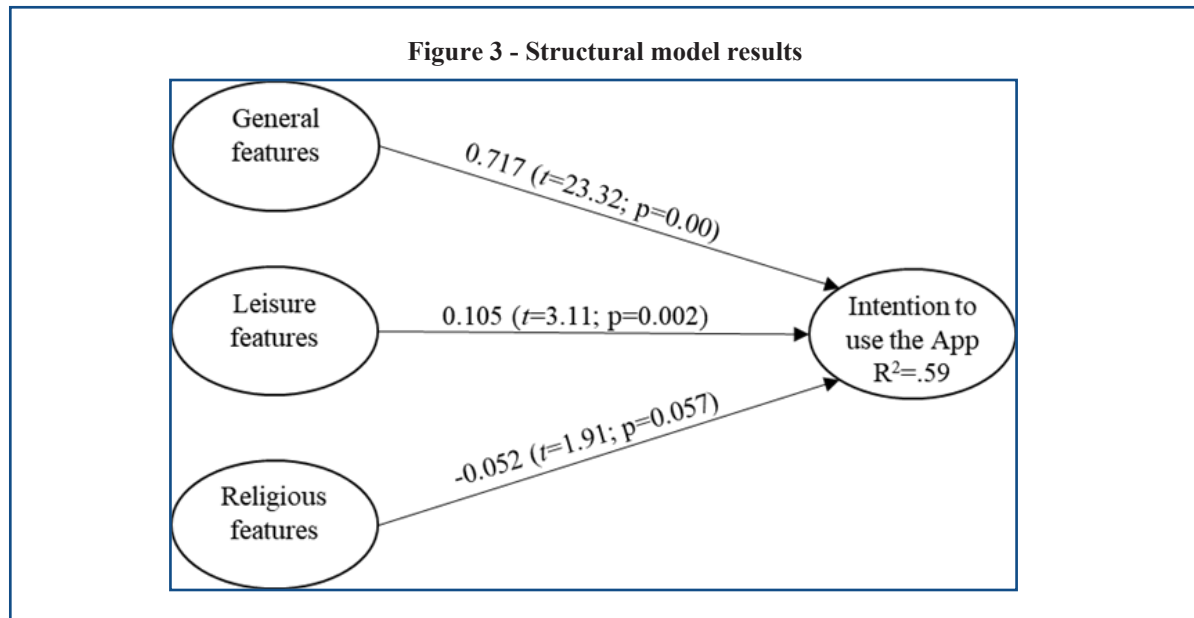 Figure 3 - Structural model results
General
features
0.717 (t=23.32; p=0.00)
Leisure
features
0.105 (t=3.11; p=0.002)
Intention to
use the App
R²=.59
-0.052 (t=1.91; p=0.057)
Religious
features